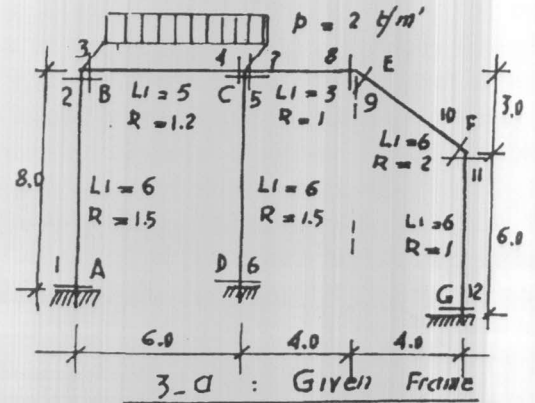 p = 2 t/m'
3 4 7 8 E
2 B C 5 9
L1 = 5
R = 1.2
L1 = 3
R = 1
10 F
3.0
L1 = 6
R = 2
11
8.0
L1 = 6
R = 1.5
L1 = 6
R = 1.5
L1 = 6
R = 1
6.0
1 A
D 6
G 12
6.0 4.0 4.0
3_a : Given Frame